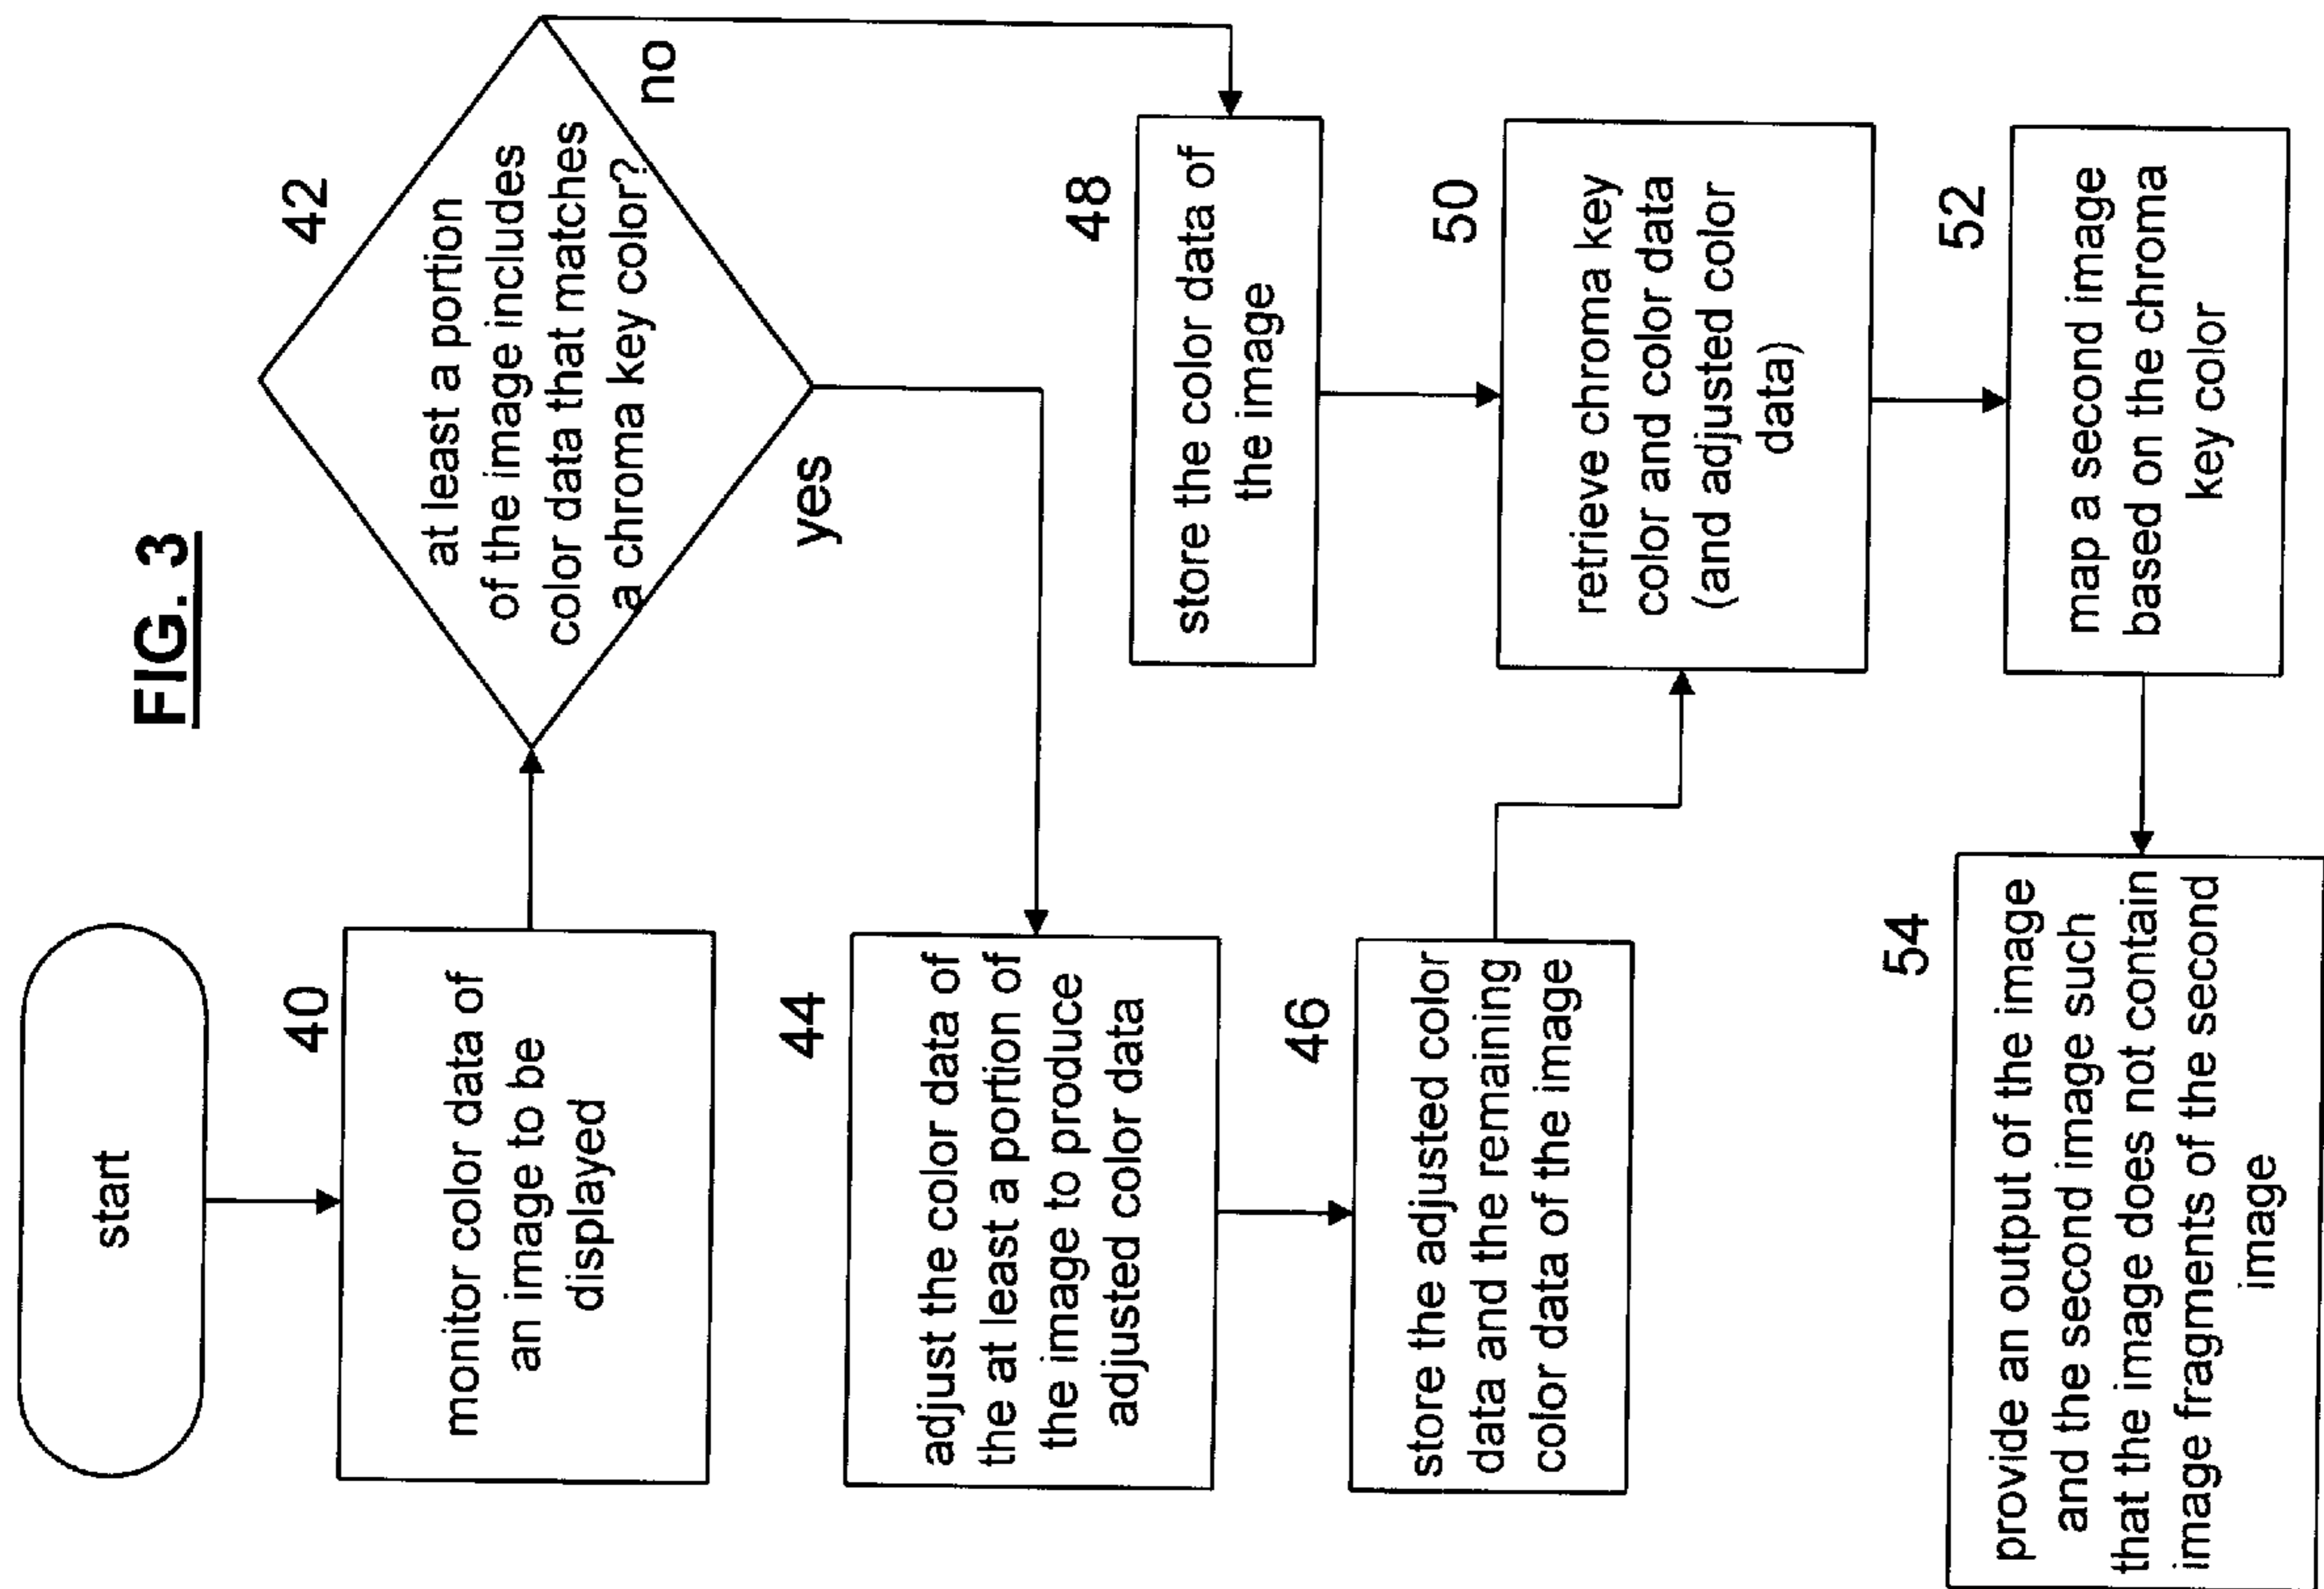 FIG. 3
start
40
monitor color data of
an image to be
displayed
42
at least a portion
of the image includes
color data that matches
a chroma key color?
yes
no
44
adjust the color data of
the at least a portion of
the image to produce
adjusted color data
46
store the adjusted color
data and the remaining
color data of the image
48
store the color data of
the image
50
retrieve chroma key
color and color data
(and adjusted color
data)
52
map a second image
based on the chroma
key color
54
provide an output of the image
and the second image such
that the image does not contain
image fragments of the second
image